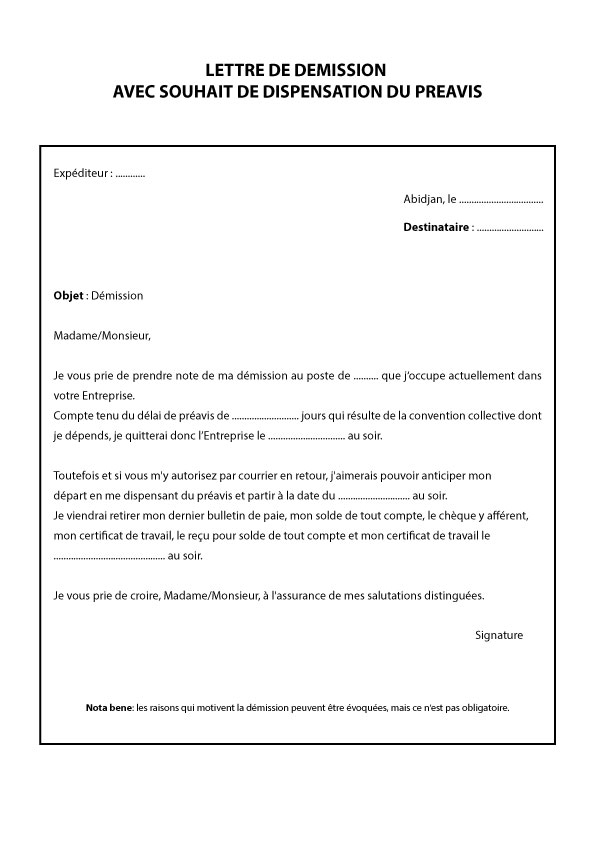 LETTRE DE DEMISSION
AVEC SOUHAIT DE DISPENSATION DU PREAVIS
Expéditeur : ............
Abidjan, le ..................................
Destinataire : ...........................
Objet : Démission
Madame/Monsieur,
Je vous prie de prendre note de ma démission au poste de .......... que j’occupe actuellement dans
votre Entreprise.
Compte tenu du délai de préavis de ........................... jours qui résulte de la convention collective dont
je dépends, je quitterai donc l’Entreprise le ............................... au soir.
Toutefois et si vous m'y autorisez par courrier en retour, j'aimerais pouvoir anticiper mon
départ en me dispensant du préavis et partir à la date du ............................. au soir.
Je viendrai retirer mon dernier bulletin de paie, mon solde de tout compte, le chèque y afférent,
mon certificat de travail, le reçu pour solde de tout compte et mon certificat de travail le
............................................. au soir.
Je vous prie de croire, Madame/Monsieur, à l'assurance de mes salutations distinguées.
Signature
Nota bene: les raisons qui motivent la démission peuvent être évoquées, mais ce n'est pas obligatoire.